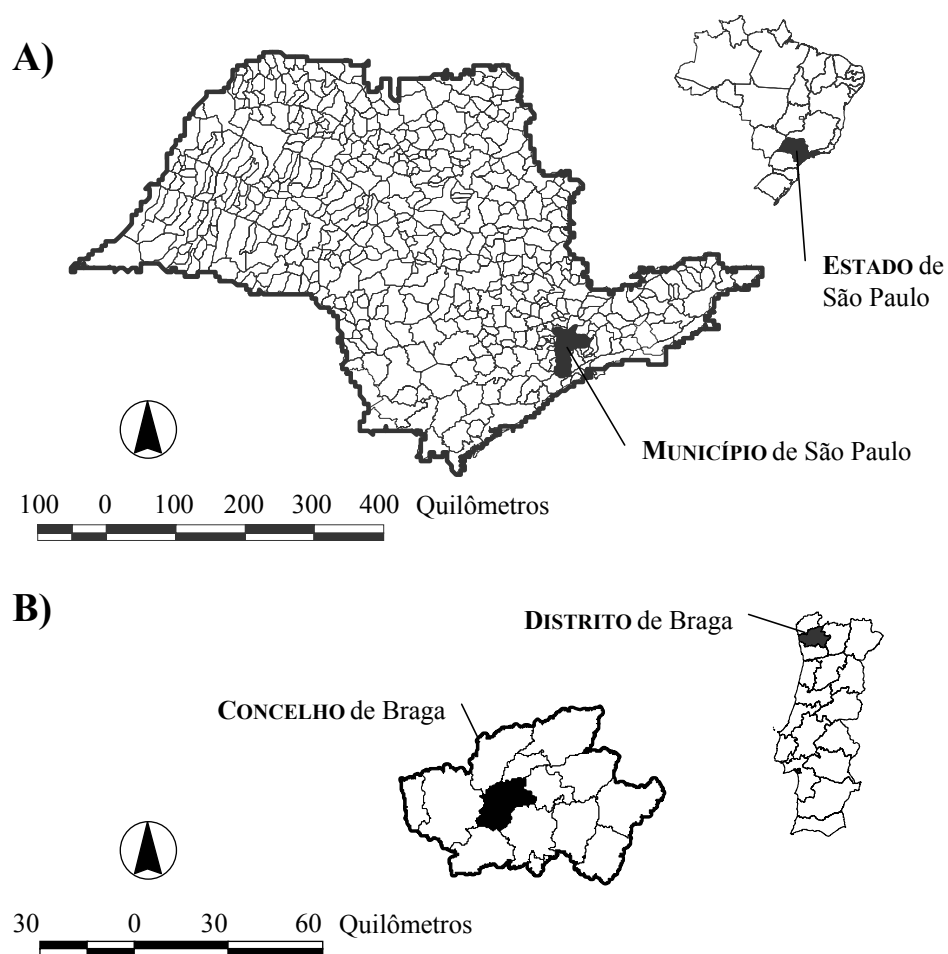 A)
ESTADO de
São Paulo
MUNICÍPIO de São Paulo
100 0 100 200 300 400 Quilômetros
B)
DISTRITO de Braga
CONCELHO de Braga
30 0 30 60 Quilômetros